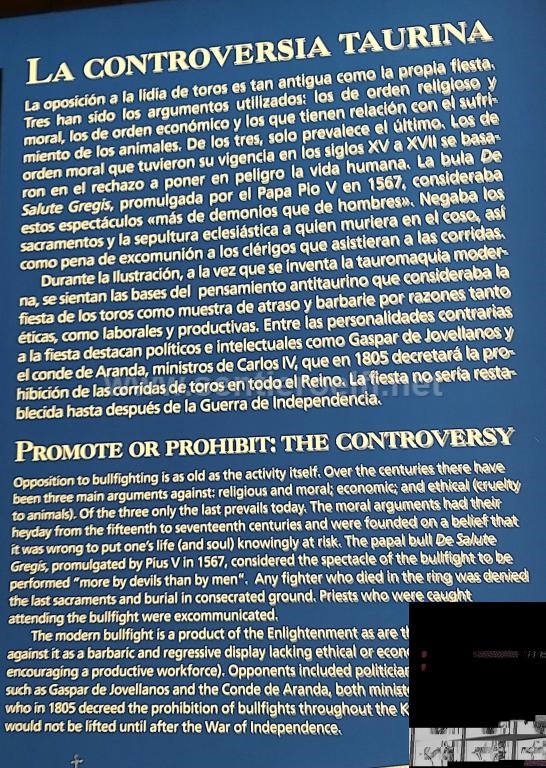 LA CONTROVERSIA TAURINA
La oposición a la lidia de toros es tan antigua como la propia fiesta.
Tres han sido los argumentos utilizados: los de orden religioso y
moral, los de orden económico y los que tienen relación con el sufri-
miento de los animales. De los tres, solo prevalece el último. Los de
orden moral que tuvieron su vigencia en los siglos XV a XVII se basa-
ron en el rechazo a poner en peligro la vida humana. La bula De
Salute Gregis, promulgada por el Papa Pío V en 1567, consideraba
estos espectáculos «más de demonios que de hombres». Negaba los
sacramentos y la sepultura eclesiástica a quien muriera en el coso, así
como pena de excomunión a los clérigos que asistieran a las corridas.
Durante la Ilustración, a la vez que se inventa la tauromaquia moder-
na, se sientan las bases del pensamiento antitaurino que consideraba la
fiesta de los toros como muestra de atraso y barbarie por razones tanto
éticas, como laborales y productivas. Entre las personalidades contrarias
a la fiesta destacan políticos e intelectuales como Gaspar de Jovellanos y
el conde de Aranda, ministros de Carlos IV, que en 1805 decretará la pro-
hibición de las corridas de toros en todo el Reino. La fiesta no sería resta-
blecida hasta después de la Guerra de Independencia.
PROMOTE OR PROHIBIT: THE CONTROVERSY
Opposition to bullfighting is as old as the activity itself. Over the centuries there have
been three main arguments against: religious and moral; economic; and ethical (cruelty
to animals). Of the three only the last prevails today. The moral arguments had their
heyday from the fifteenth to seventeenth centuries and were founded on a belief that
it was wrong to put one's life (and soul) knowingly at risk. The papal bull De Salute
Gregis, promulgated by Pius V in 1567, considered the spectacle of the bullfight to be
performed "more by devils than by men". Any fighter who died in the ring was denied
the last sacraments and burial in consecrated ground. Priests who were caught
attending the bullfight were excommunicated.
The modern bullfight is a product of the Enlightenment as are
against it as a barbaric and regressive display lacking ethical or
encouraging a productive workforce). Opponents included
such as Gaspar de Jovellanos and the Conde de Aranda, both
who in 1805 decreed the prohibition of bullfights throughout the
would not be lifted until after the War of Independence.